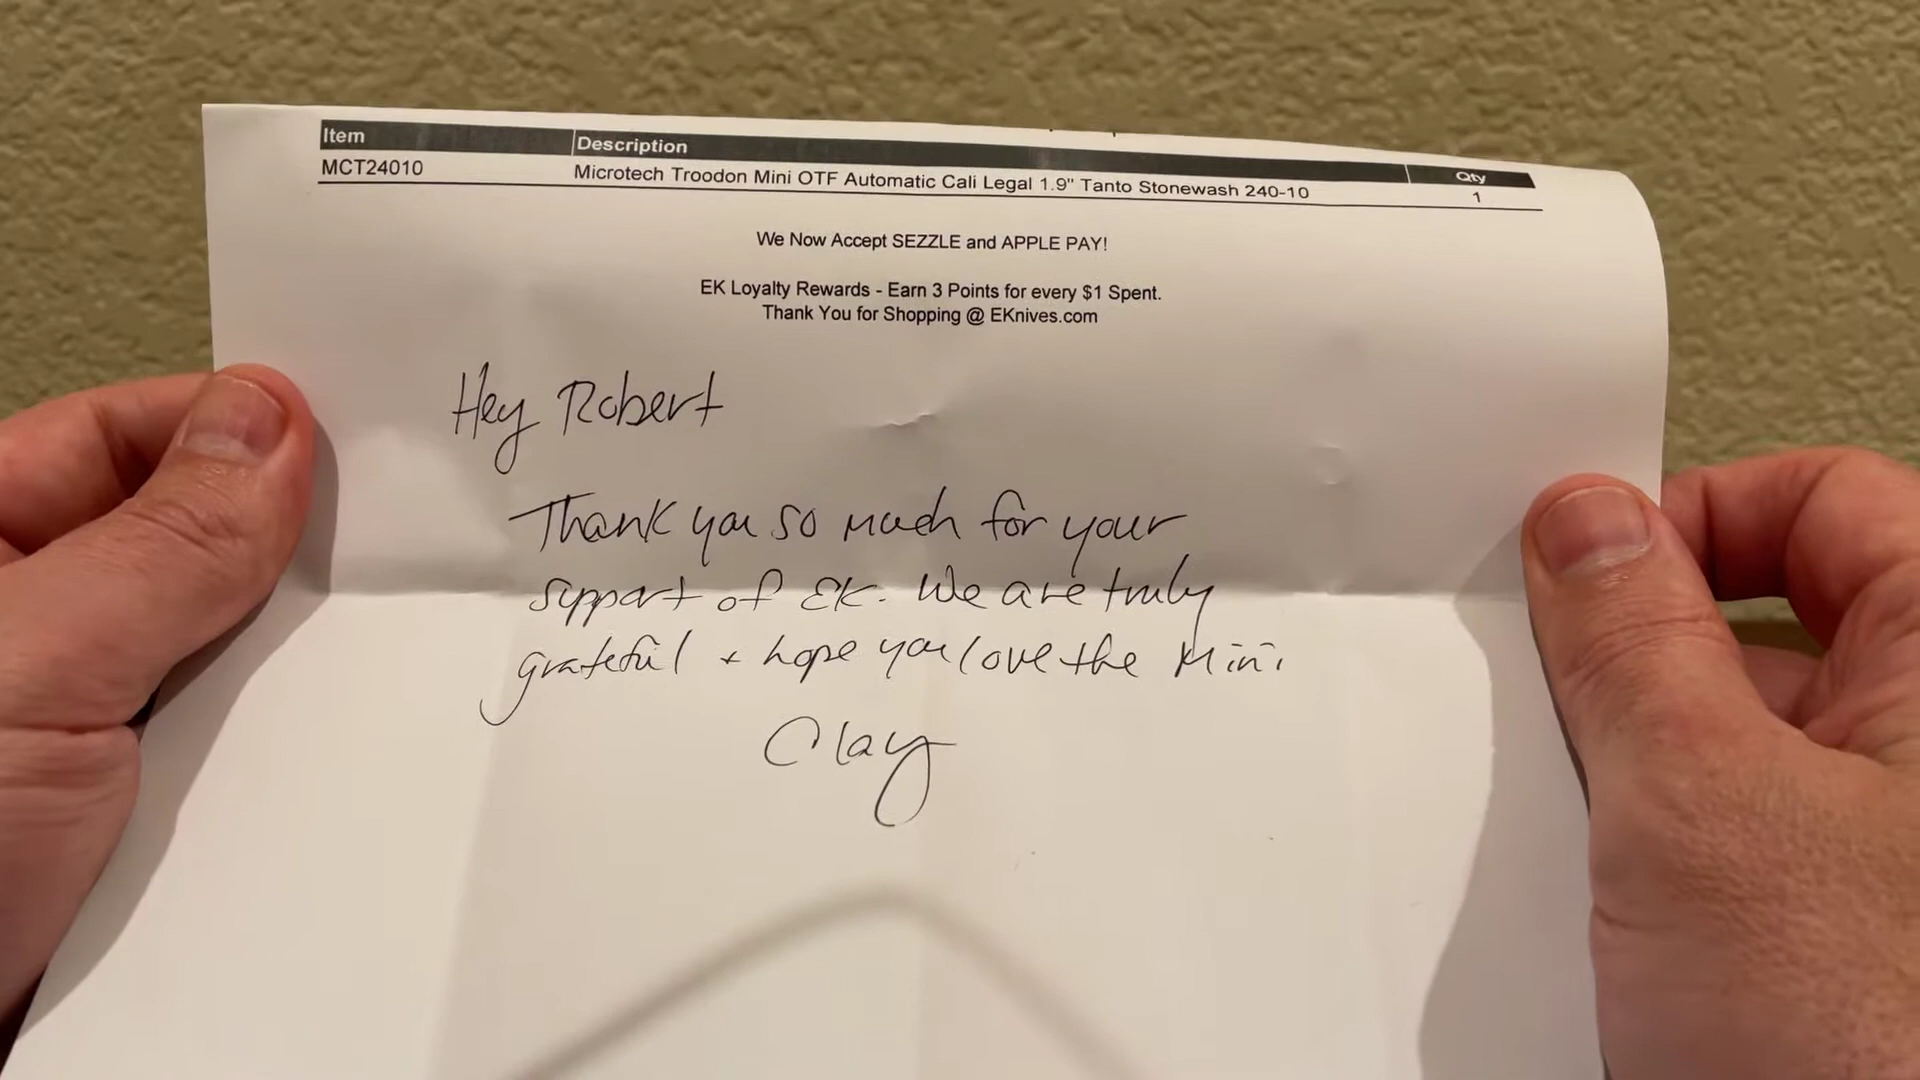 Item Description Qty
MCT24010 Microtech Troodon Mini OTF Automatic Cali Legal 1.9" Tanto Stonewash 240-10 1
We Now Accept SEZZLE and APPLE PAY!
EK Loyalty Rewards - Earn 3 Points for every $1 Spent.
Thank You for Shopping @ EKnives.com
Hey Robert
Thank you so much for your
support of EK. We are truly
grateful + hope you love the Mini
Clay